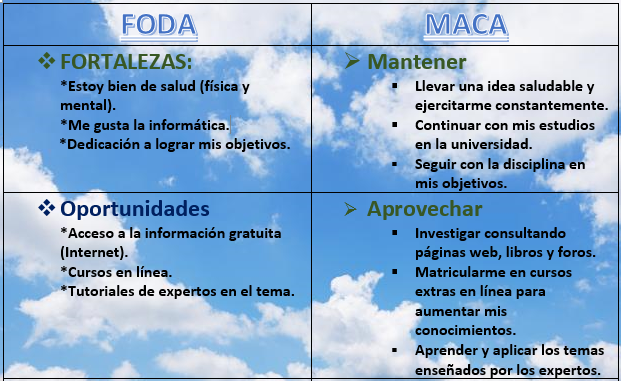 FODA
MACA
❖ FORTALEZAS:
*Estoy bien de salud (física y
mental).
*Me gusta la informática.
*Dedicación a lograr mis objetivos.
➢ Mantener
▪ Llevar una idea saludable y
ejercitarme constantemente.
▪ Continuar con mis estudios
en la universidad.
▪ Seguir con la disciplina en
mis objetivos.
❖ Oportunidades
*Acceso a la información gratuita
(Internet).
*Cursos en línea.
*Tutoriales de expertos en el tema.
➢ Aprovechar
▪ Investigar consultando
páginas web, libros y foros.
▪ Matricularme en cursos
extras en línea para
aumentar mis
conocimientos.
▪ Aprender y aplicar los temas
enseñados por los expertos.